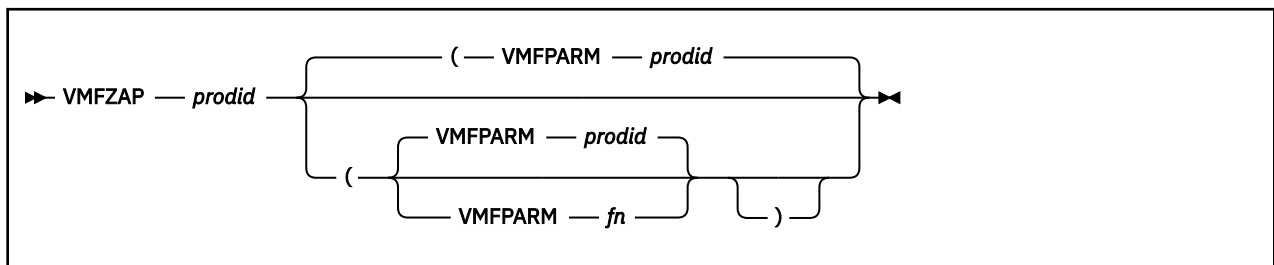 ( VMFPARM prodid
VMFZAP prodid
VMFPARM prodid
(
VMFPARM fn )